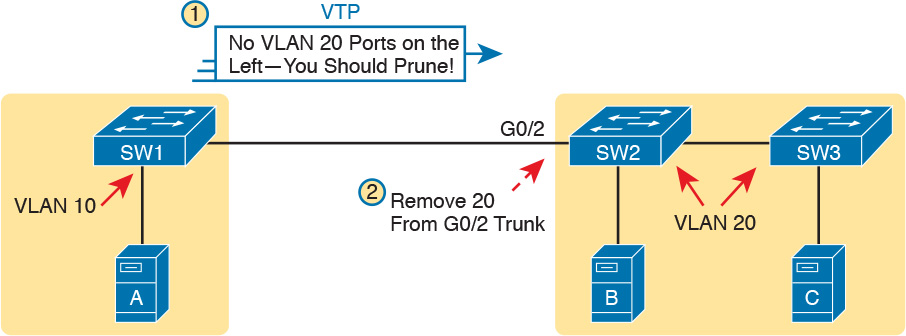 1
VTP
No VLAN 20 Ports on the
Left—You Should Prune!
G0/2
SW1
SW2
SW3
2
Remove 20
From G0/2 Trunk
VLAN 10
VLAN 20
A
B
C